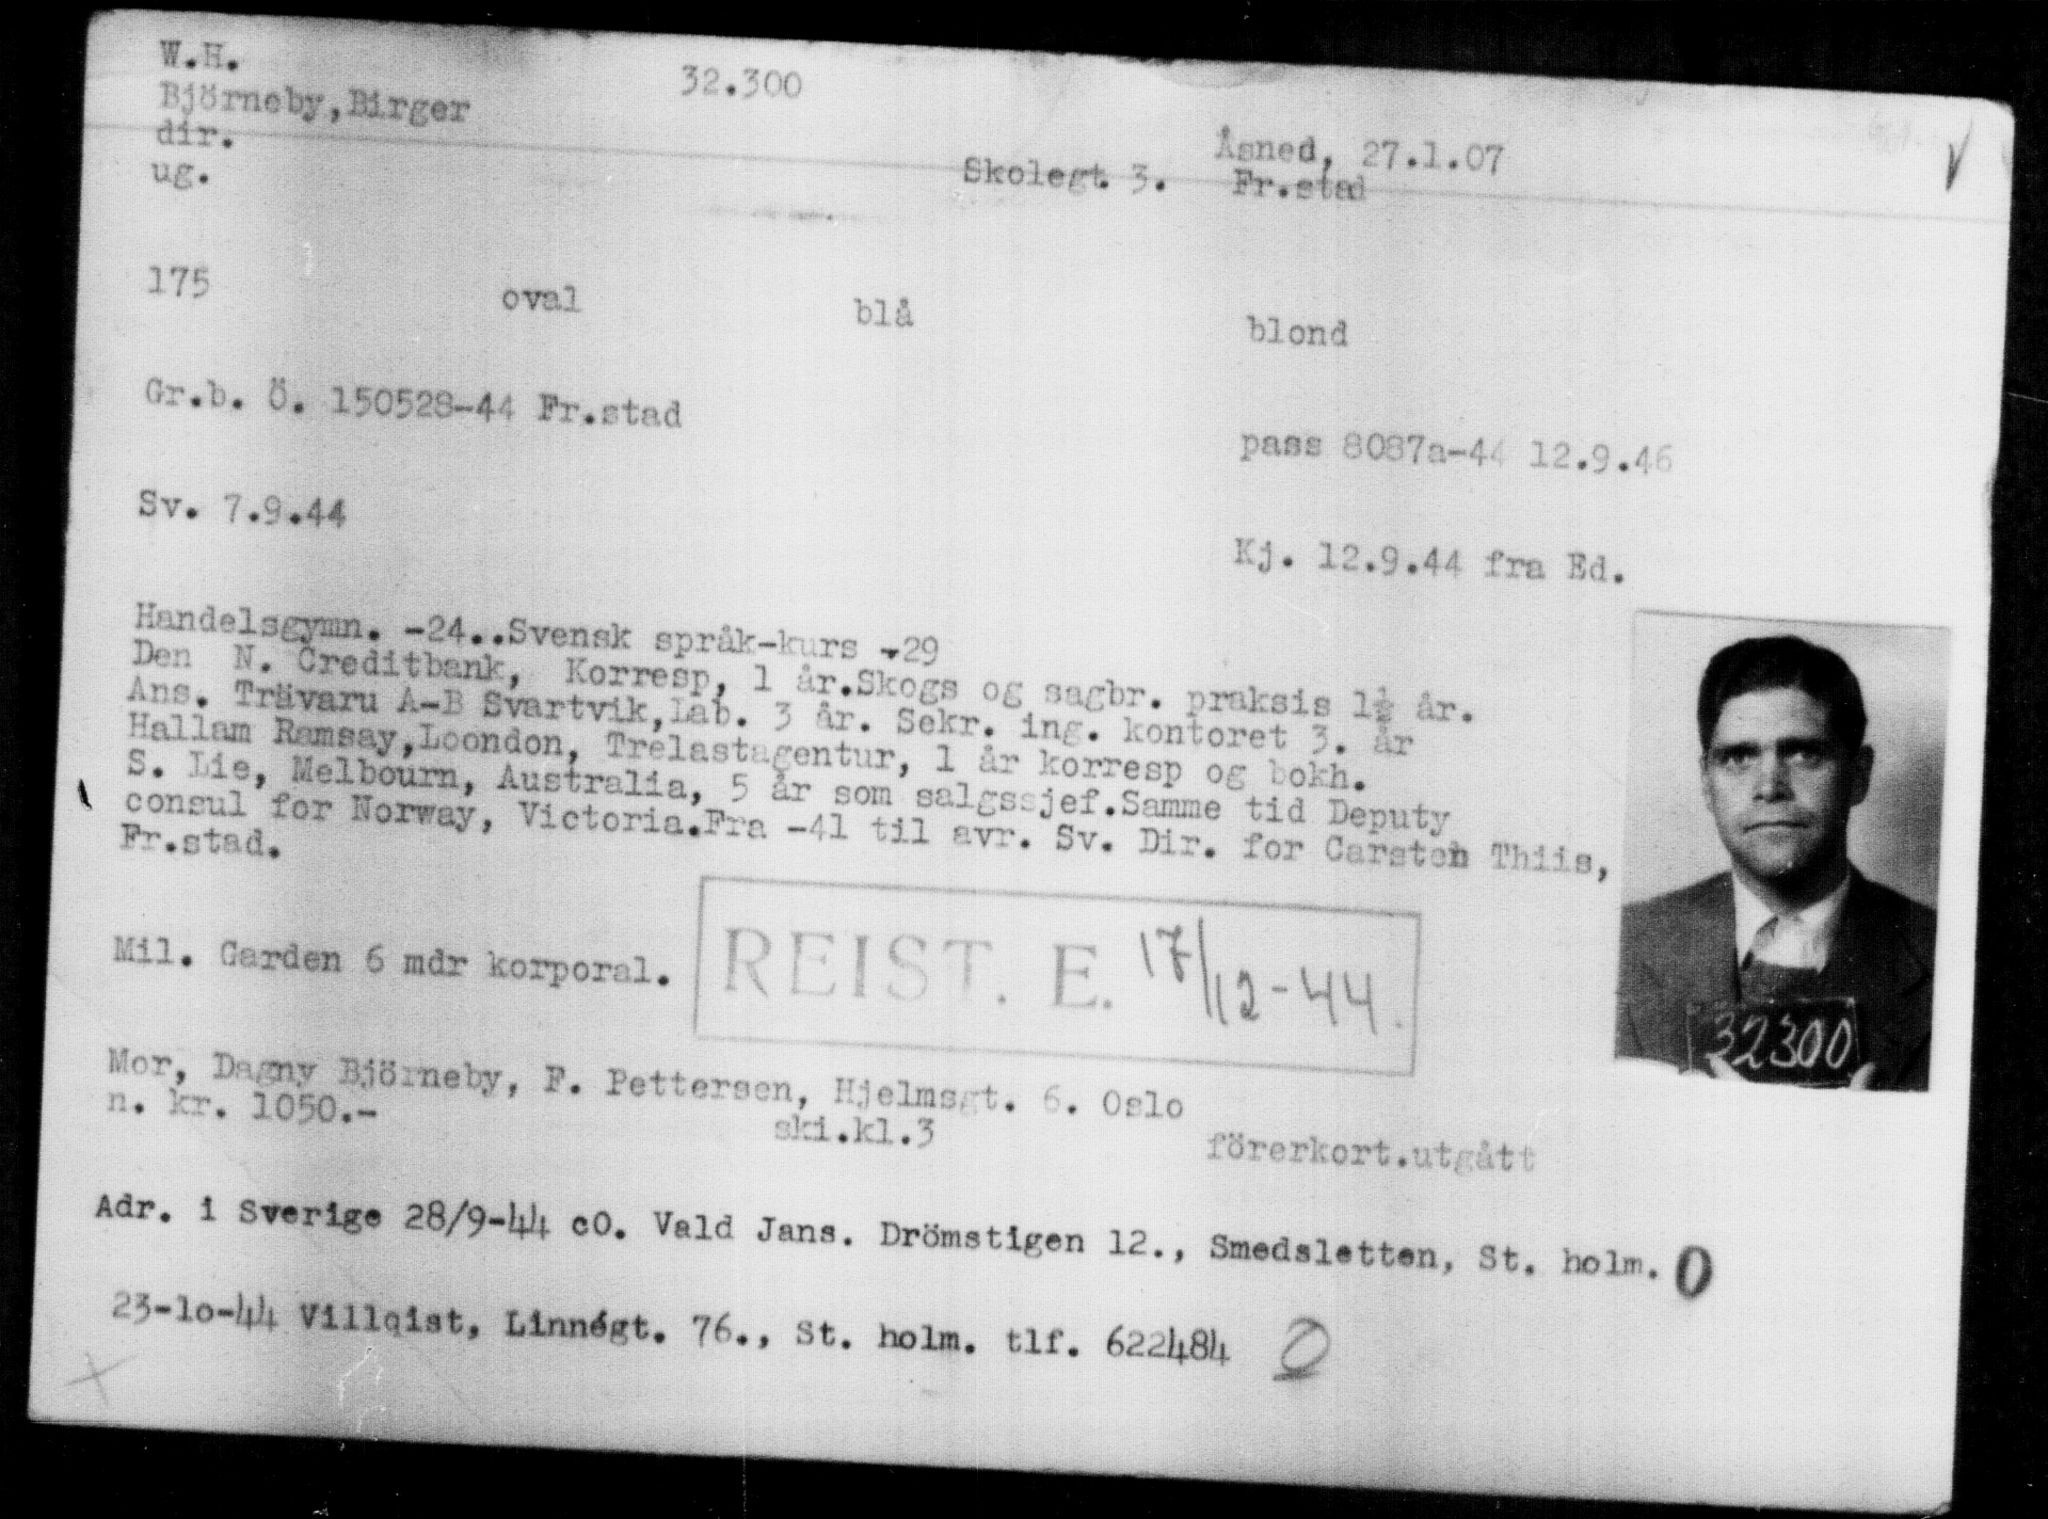 W.H.
32.300
Björneby,Birger
dir.
Åsned, 27.1.07
ug.
Skolegt. 3. Fr.stad
175 oval blå blond
Gr.b. Ö. 150528-44 Fr.stad
pass 8087a-44 12.9.46
Sv. 7.9.44
Kj. 12.9.44 fra Ed.
Handelsgymn. -24..Svensk språk-kurs -29
Den N. Creditbank, Korresp, 1 år.Skogs og sagbr. praksis 1½ år.
Ans. Trävaru A-B Svartvik,Lab. 3 år. Sekr. ing. kontoret 3. år
Hallam Ramsay,Loondon, Trelastagentur, 1 år korresp og bokh.
S. Lie, Melbourn, Australia, 5 år som salgssjef.Samme tid Deputy
consul for Norway, Victoria.Fra -41 til avr. Sv. Dir. for Carsten Thiis,
Fr.stad.
Mil. Garden 6 mdr korporal.
REIST. E. 17/12-44.
32300
Mor, Dagny Björneby, F. Pettersen, Hjelmsgt. 6. Oslo
n. kr. 1050.-
ski.kl.3 förerkort.utgått
Adr. i Sverige 28/9-44 cO. Vald Jans. Drömstigen 12., Smedsletten, St. holm. O
23-10-44 Villqist, Linnégt. 76., St. holm. tlf. 622484 O